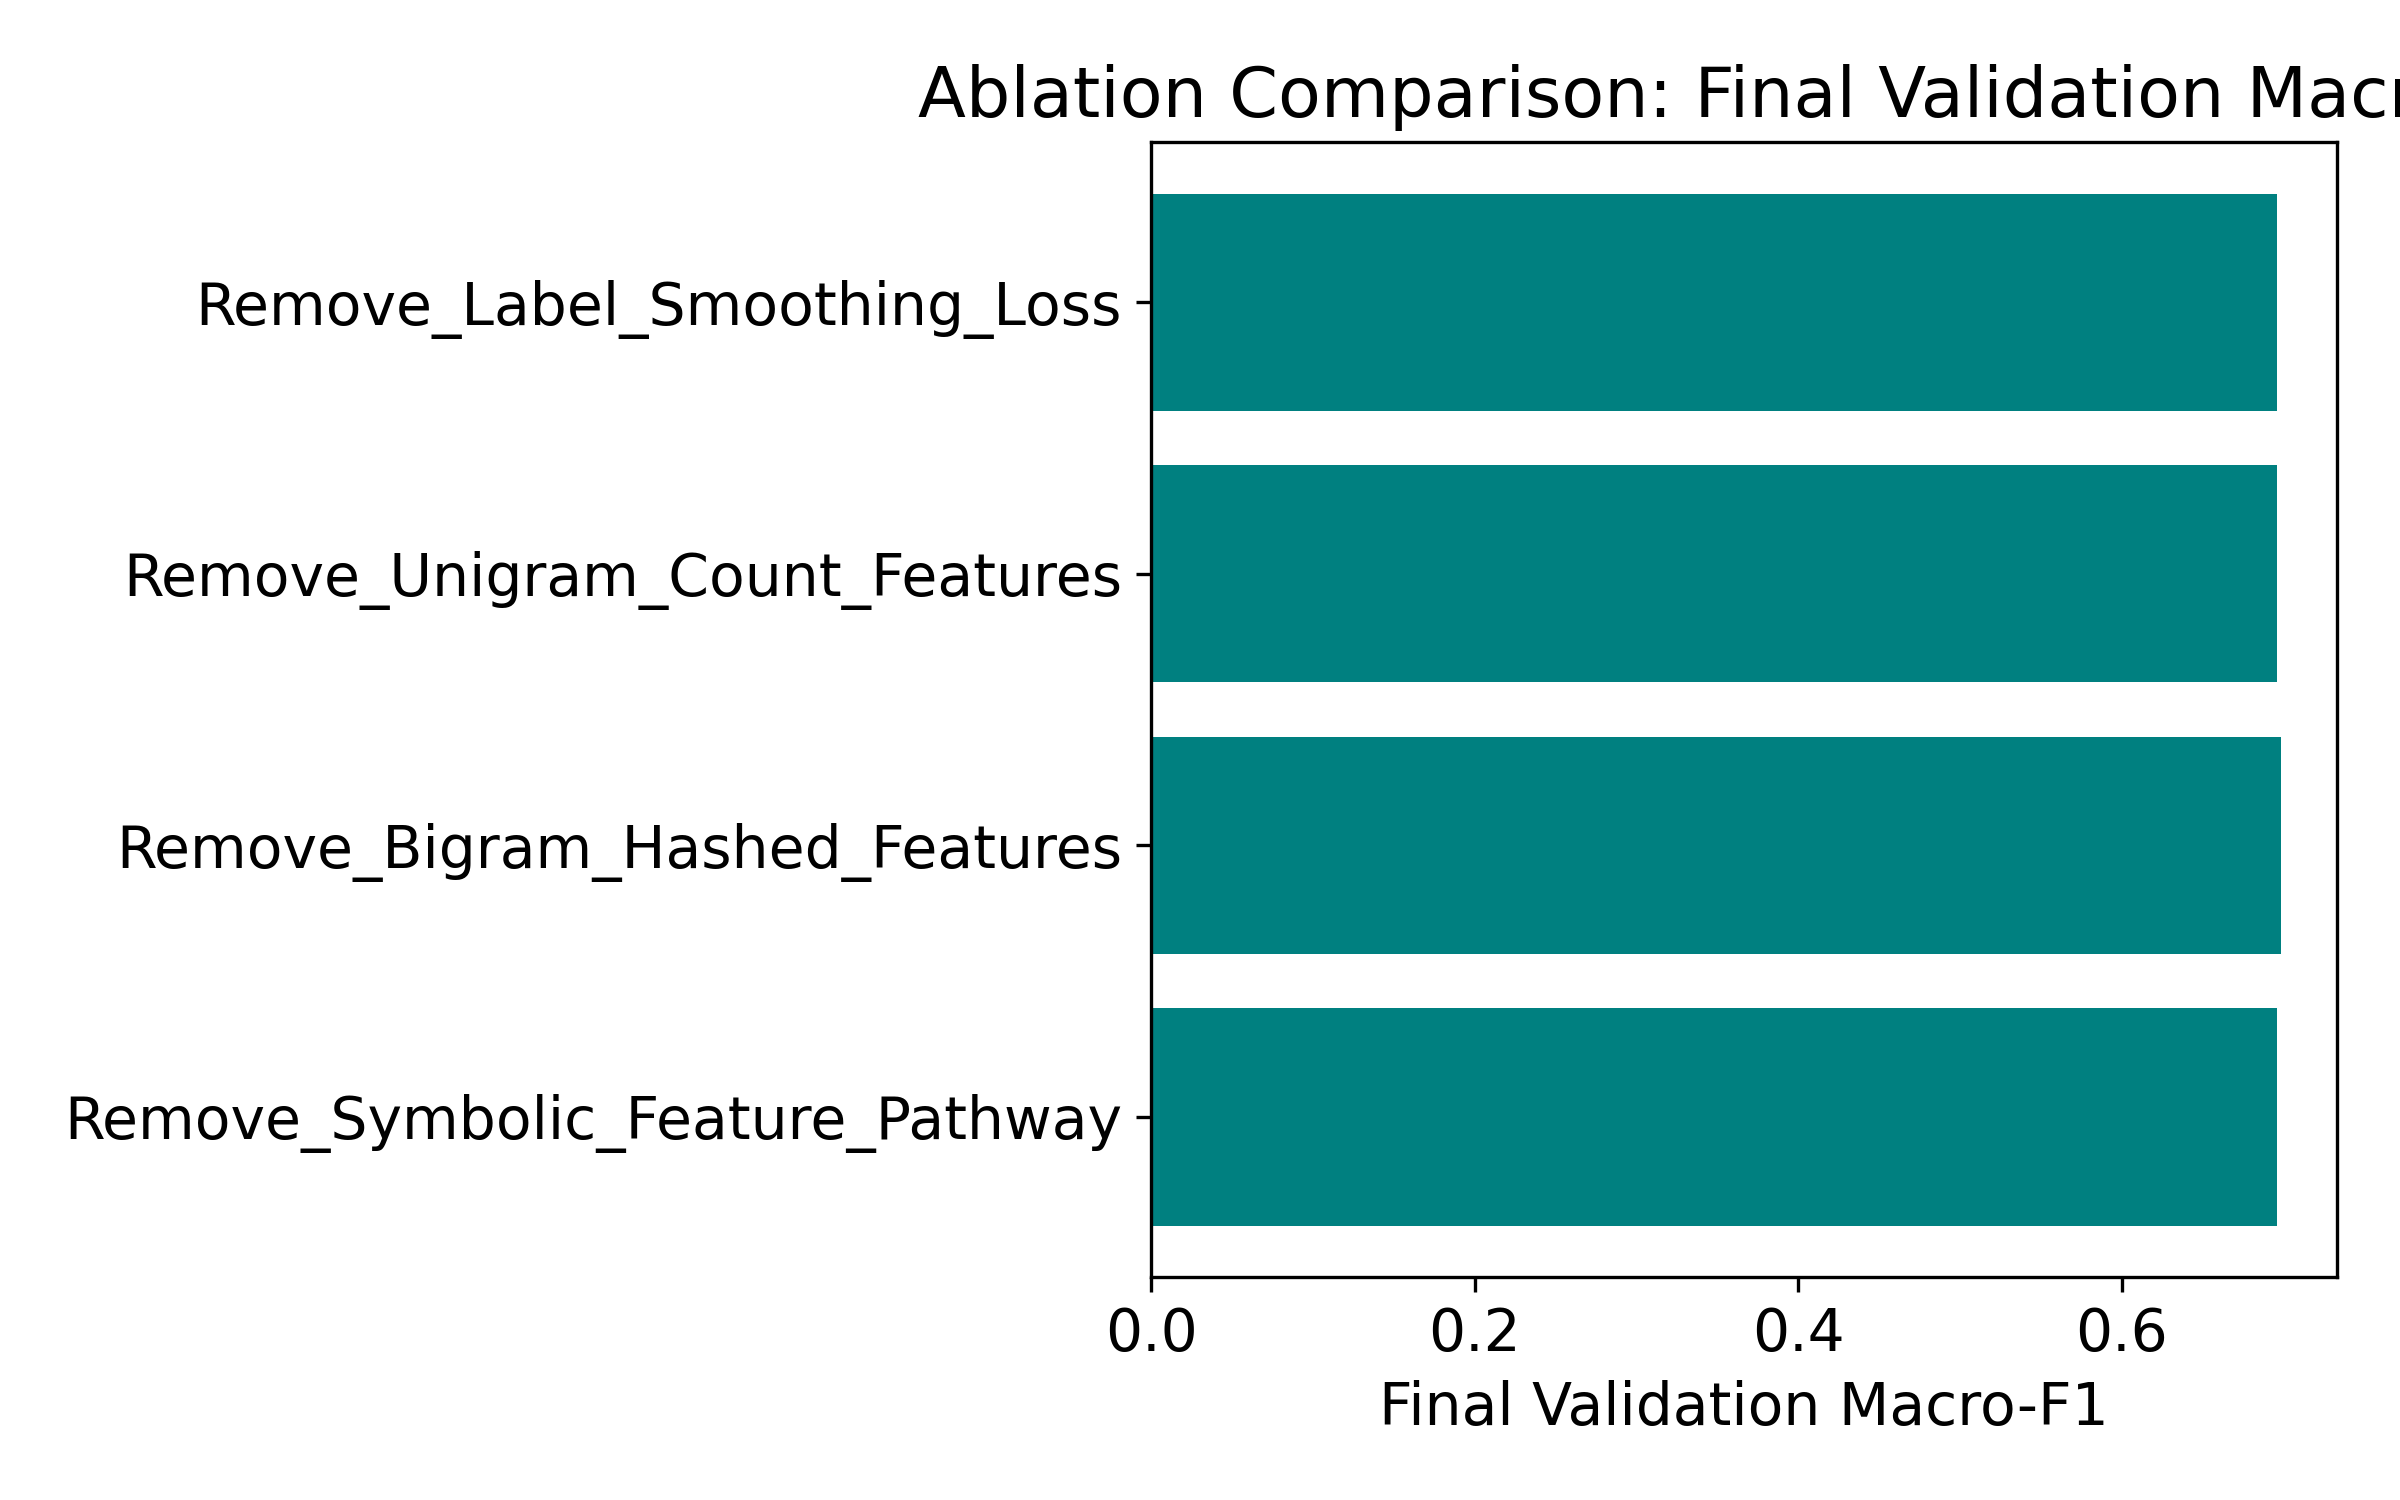 Ablation Comparison: Final Validation Macr
Remove_Label_Smoothing_Loss
Remove_Unigram_Count_Features
Remove_Bigram_Hashed_Features
Remove_Symbolic_Feature_Pathway
0.0 0.2 0.4 0.6
Final Validation Macro-F1